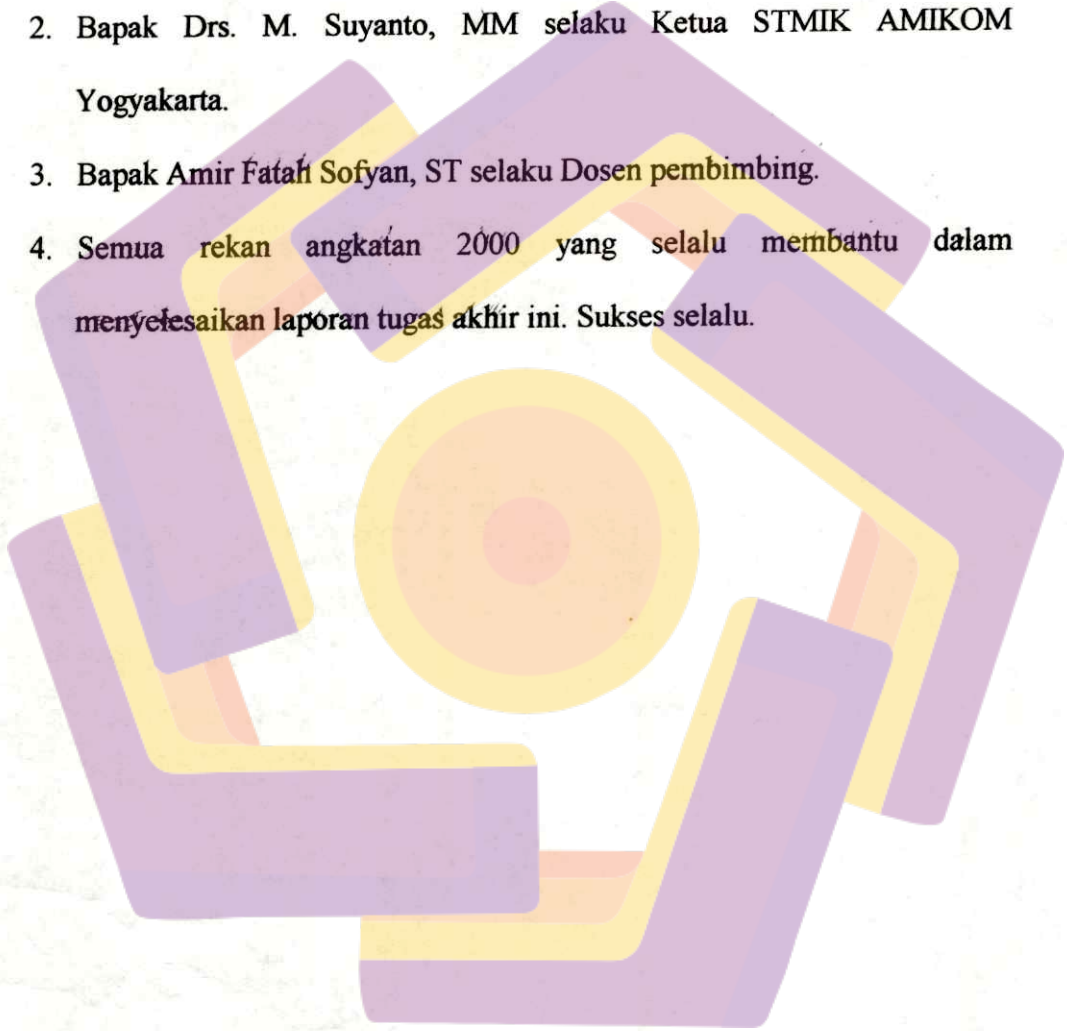 2. Bapak Drs. M. Suyanto, MM selaku Ketua STMIK AMIKOM
Yogyakarta.
3. Bapak Amir Fatah Sofyan, ST selaku Dosen pembimbing.
4. Semua rekan angkatan 2000 yang selalu membantu dalam
menyelesaikan laporan tugas akhir ini. Sukses selalu.